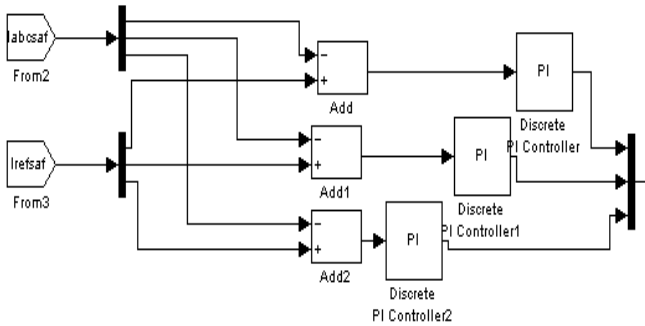 Iabcsaf
From2
Irefsaf
From3
−
+
Add
PI
Discrete
PI Controller
−
+
Add1
PI
Discrete
PI Controller1
−
+
Add2
PI
Discrete
PI Controller2